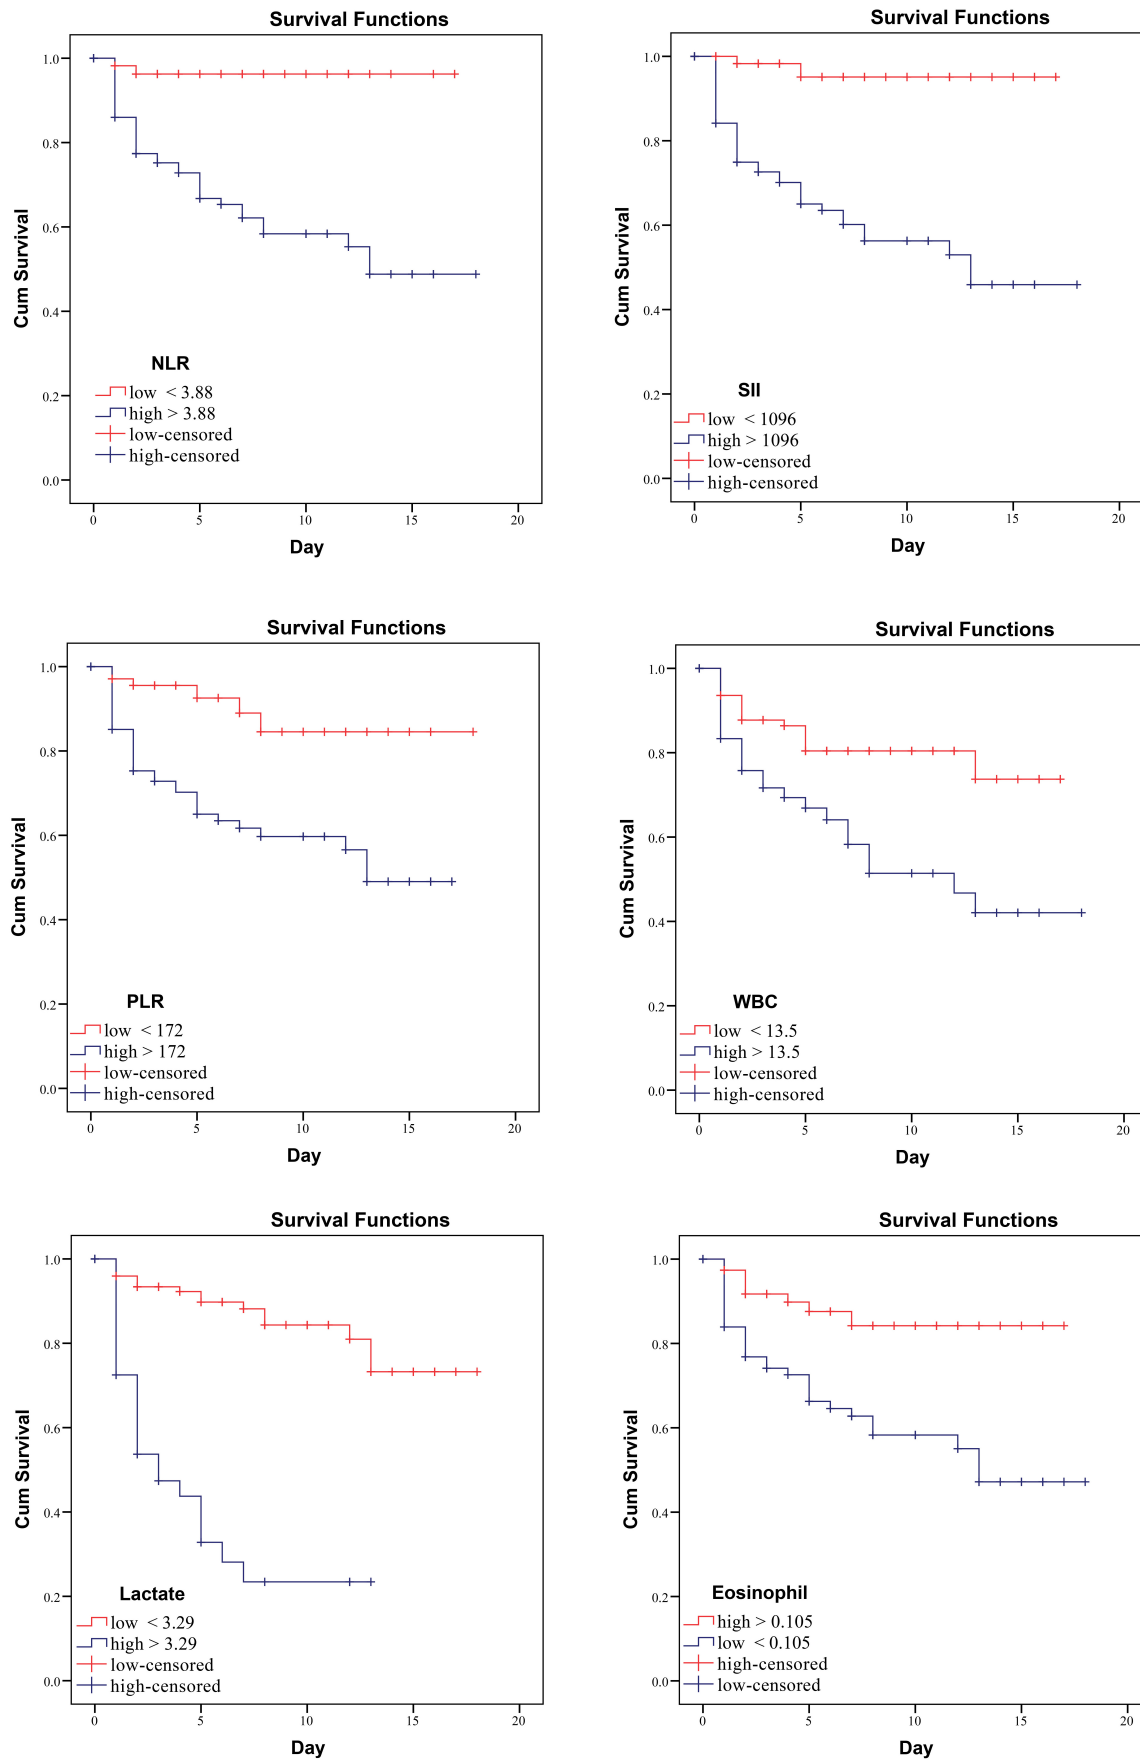 Survival Functions
1.0
0.8
0.6
0.4
0.2
0.0
Cum Survival
NLR
low < 3.88
high > 3.88
low-censored
high-censored
0 5 10 15 20
Day
Survival Functions
1.0
0.8
0.6
0.4
0.2
0.0
Cum Survival
SII
low < 1096
high > 1096
low-censored
high-censored
0 5 10 15 20
Day
Survival Functions
1.0
0.8
0.6
0.4
0.2
0.0
Cum Survival
PLR
low < 172
high > 172
low-censored
high-censored
0 5 10 15 20
Day
Survival Functions
1.0
0.8
0.6
0.4
0.2
0.0
Cum Survival
WBC
low < 13.5
high > 13.5
low-censored
high-censored
0 5 10 15 20
Day
Survival Functions
1.0
0.8
0.6
0.4
0.2
0.0
Cum Survival
Lactate
low < 3.29
high > 3.29
low-censored
high-censored
0 5 10 15 20
Day
Survival Functions
1.0
0.8
0.6
0.4
0.2
0.0
Cum Survival
Eosinophil
high > 0.105
low < 0.105
high-censored
low-censored
0 5 10 15 20
Day